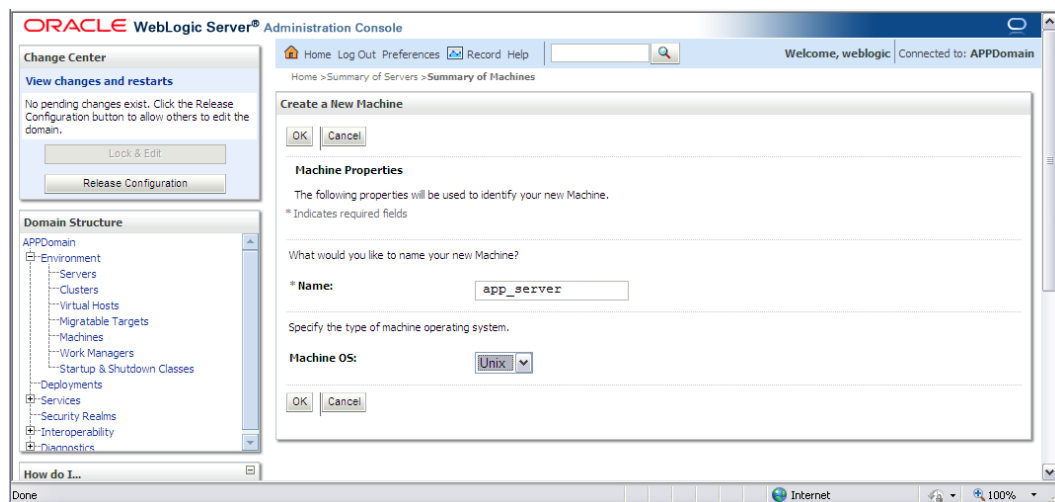 ORACLE WebLogic Server® Administration Console
Change Center
View changes and restarts
No pending changes exist. Click the Release
Configuration button to allow others to edit the
domain.
Lock & Edit
Release Configuration
Domain Structure
APPDomain
Environment
Servers
Clusters
Virtual Hosts
Migratable Targets
Machines
Work Managers
Startup & Shutdown Classes
Deployments
Services
Security Realms
Interoperability
Diagnostics
How do I...
Home Log Out Preferences Record Help
Welcome, weblogic Connected to: APPDomain
Home >Summary of Servers >Summary of Machines
Create a New Machine
OK Cancel
Machine Properties
The following properties will be used to identify your new Machine.
* Indicates required fields
What would you like to name your new Machine?
* Name: app_server
Specify the type of machine operating system.
Machine OS: Unix
OK Cancel
Done Internet 100%